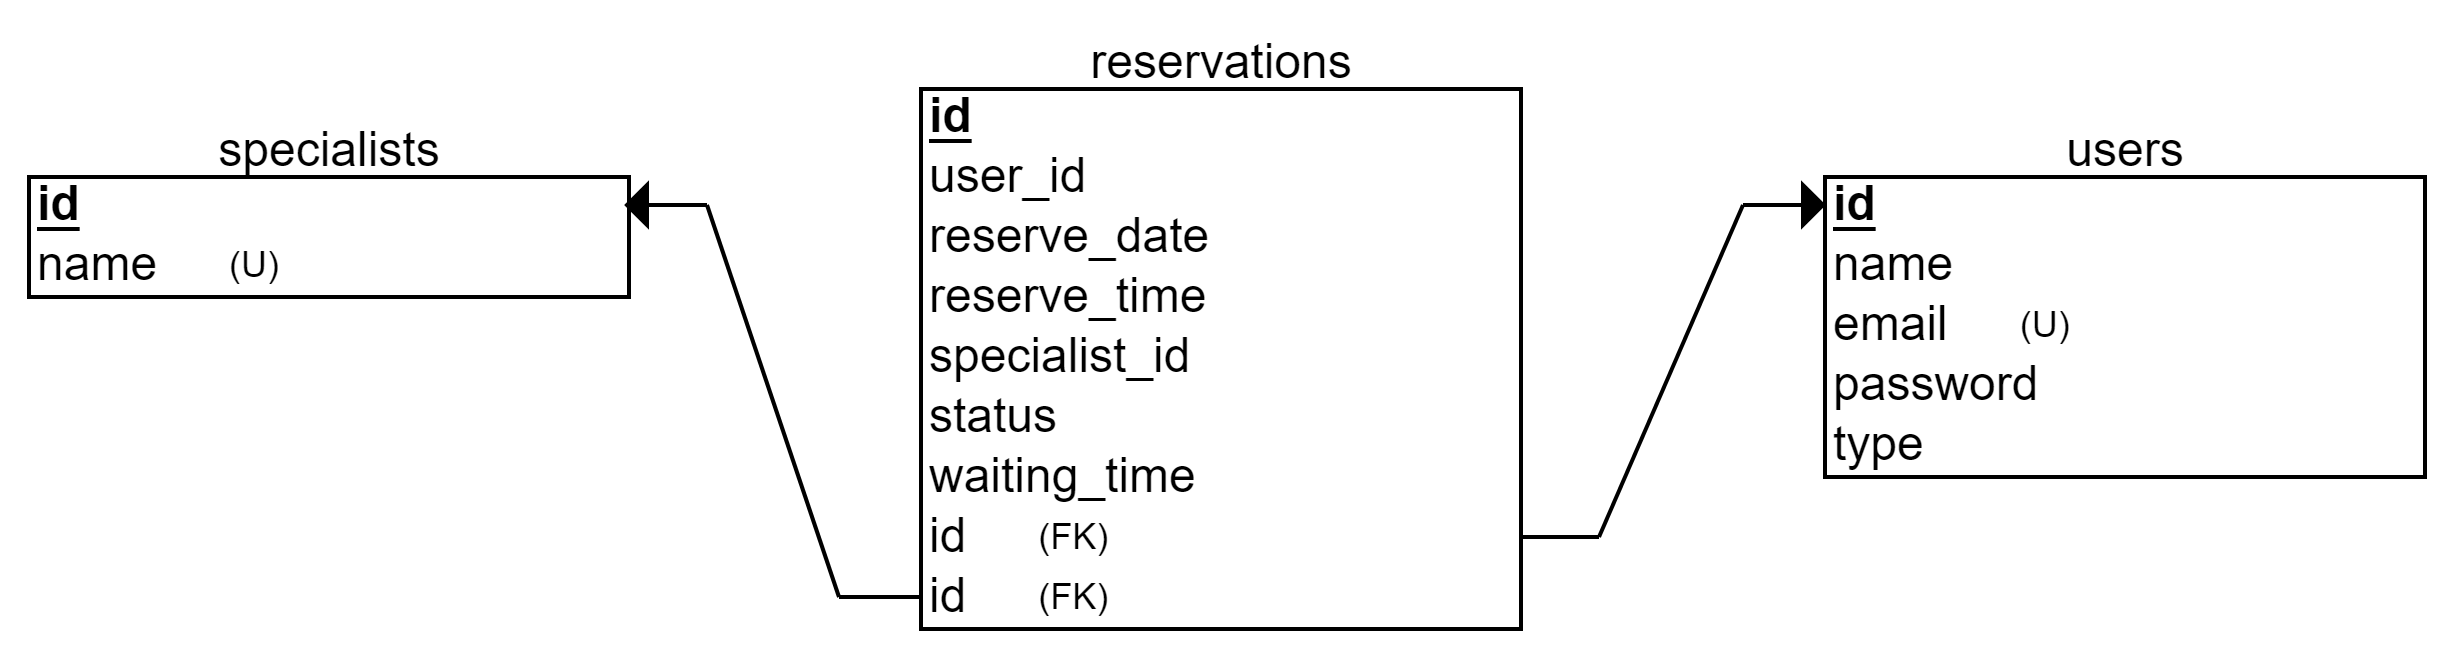 specialists
id
name (U)
reservations
id
user_id
reserve_date
reserve_time
specialist_id
status
waiting_time
id (FK)
id (FK)
users
id
name
email (U)
password
type